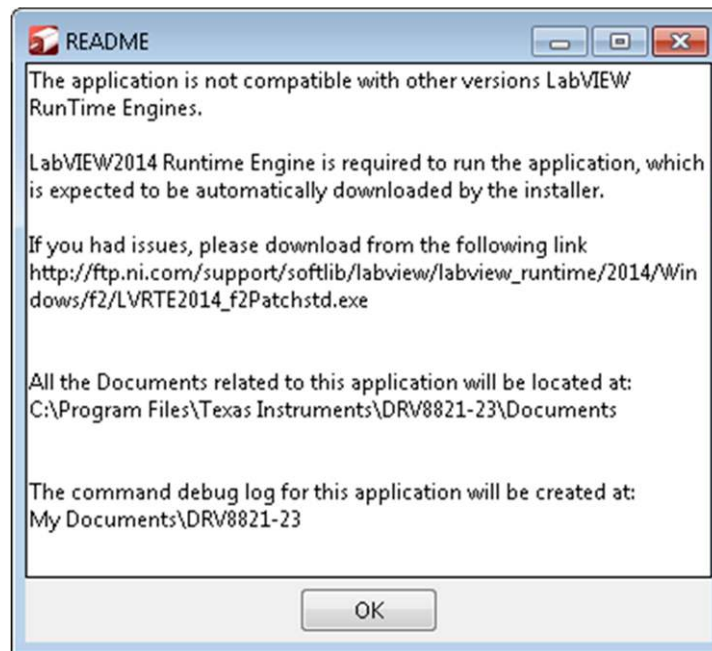 README
The application is not compatible with other versions LabVIEW
RunTime Engines.
LabVIEW2014 Runtime Engine is required to run the application, which
is expected to be automatically downloaded by the installer.
If you had issues, please download from the following link
http://ftp.ni.com/support/softlib/labview/labview_runtime/2014/Win
dows/f2/LVRTE2014_f2Patchstd.exe
All the Documents related to this application will be located at:
C:\Program Files\Texas Instruments\DRV8821-23\Documents
The command debug log for this application will be created at:
My Documents\DRV8821-23
OK